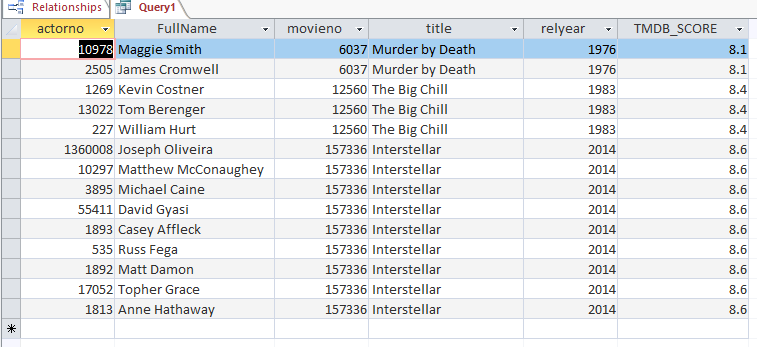 Relationships Query1
actorno FullName movieno title relyear TMDB_SCORE
10978 Maggie Smith 6037 Murder by Death 1976 8.1
2505 James Cromwell 6037 Murder by Death 1976 8.1
1269 Kevin Costner 12560 The Big Chill 1983 8.4
13022 Tom Berenger 12560 The Big Chill 1983 8.4
227 William Hurt 12560 The Big Chill 1983 8.4
1360008 Joseph Oliveira 157336 Interstellar 2014 8.6
10297 Matthew McConaughey 157336 Interstellar 2014 8.6
3895 Michael Caine 157336 Interstellar 2014 8.6
55411 David Gyasi 157336 Interstellar 2014 8.6
1893 Casey Affleck 157336 Interstellar 2014 8.6
535 Russ Fega 157336 Interstellar 2014 8.6
1892 Matt Damon 157336 Interstellar 2014 8.6
17052 Topher Grace 157336 Interstellar 2014 8.6
1813 Anne Hathaway 157336 Interstellar 2014 8.6